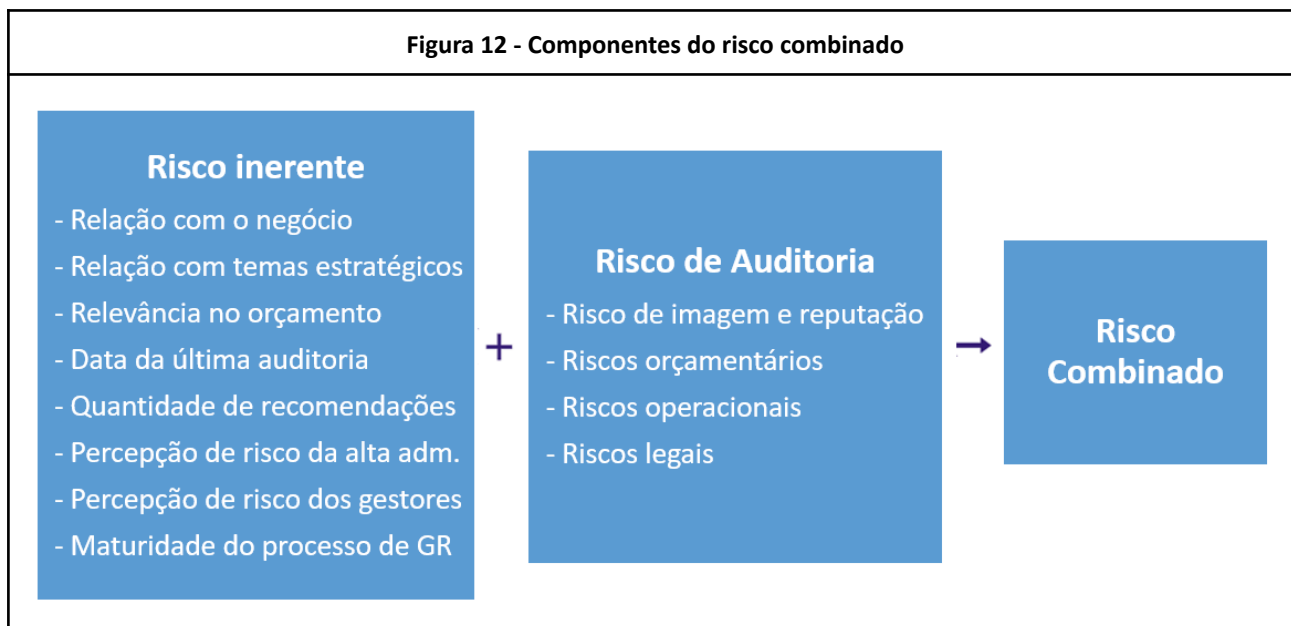 Figura 12 - Componentes do risco combinado
Risco inerente
- Relação com o negócio
- Relação com temas estratégicos
- Relevância no orçamento
- Data da última auditoria
- Quantidade de recomendações
- Percepção de risco da alta adm.
- Percepção de risco dos gestores
- Maturidade do processo de GR
+
Risco de Auditoria
- Risco de imagem e reputação
- Riscos orçamentários
- Riscos operacionais
- Riscos legais
Risco
Combinado